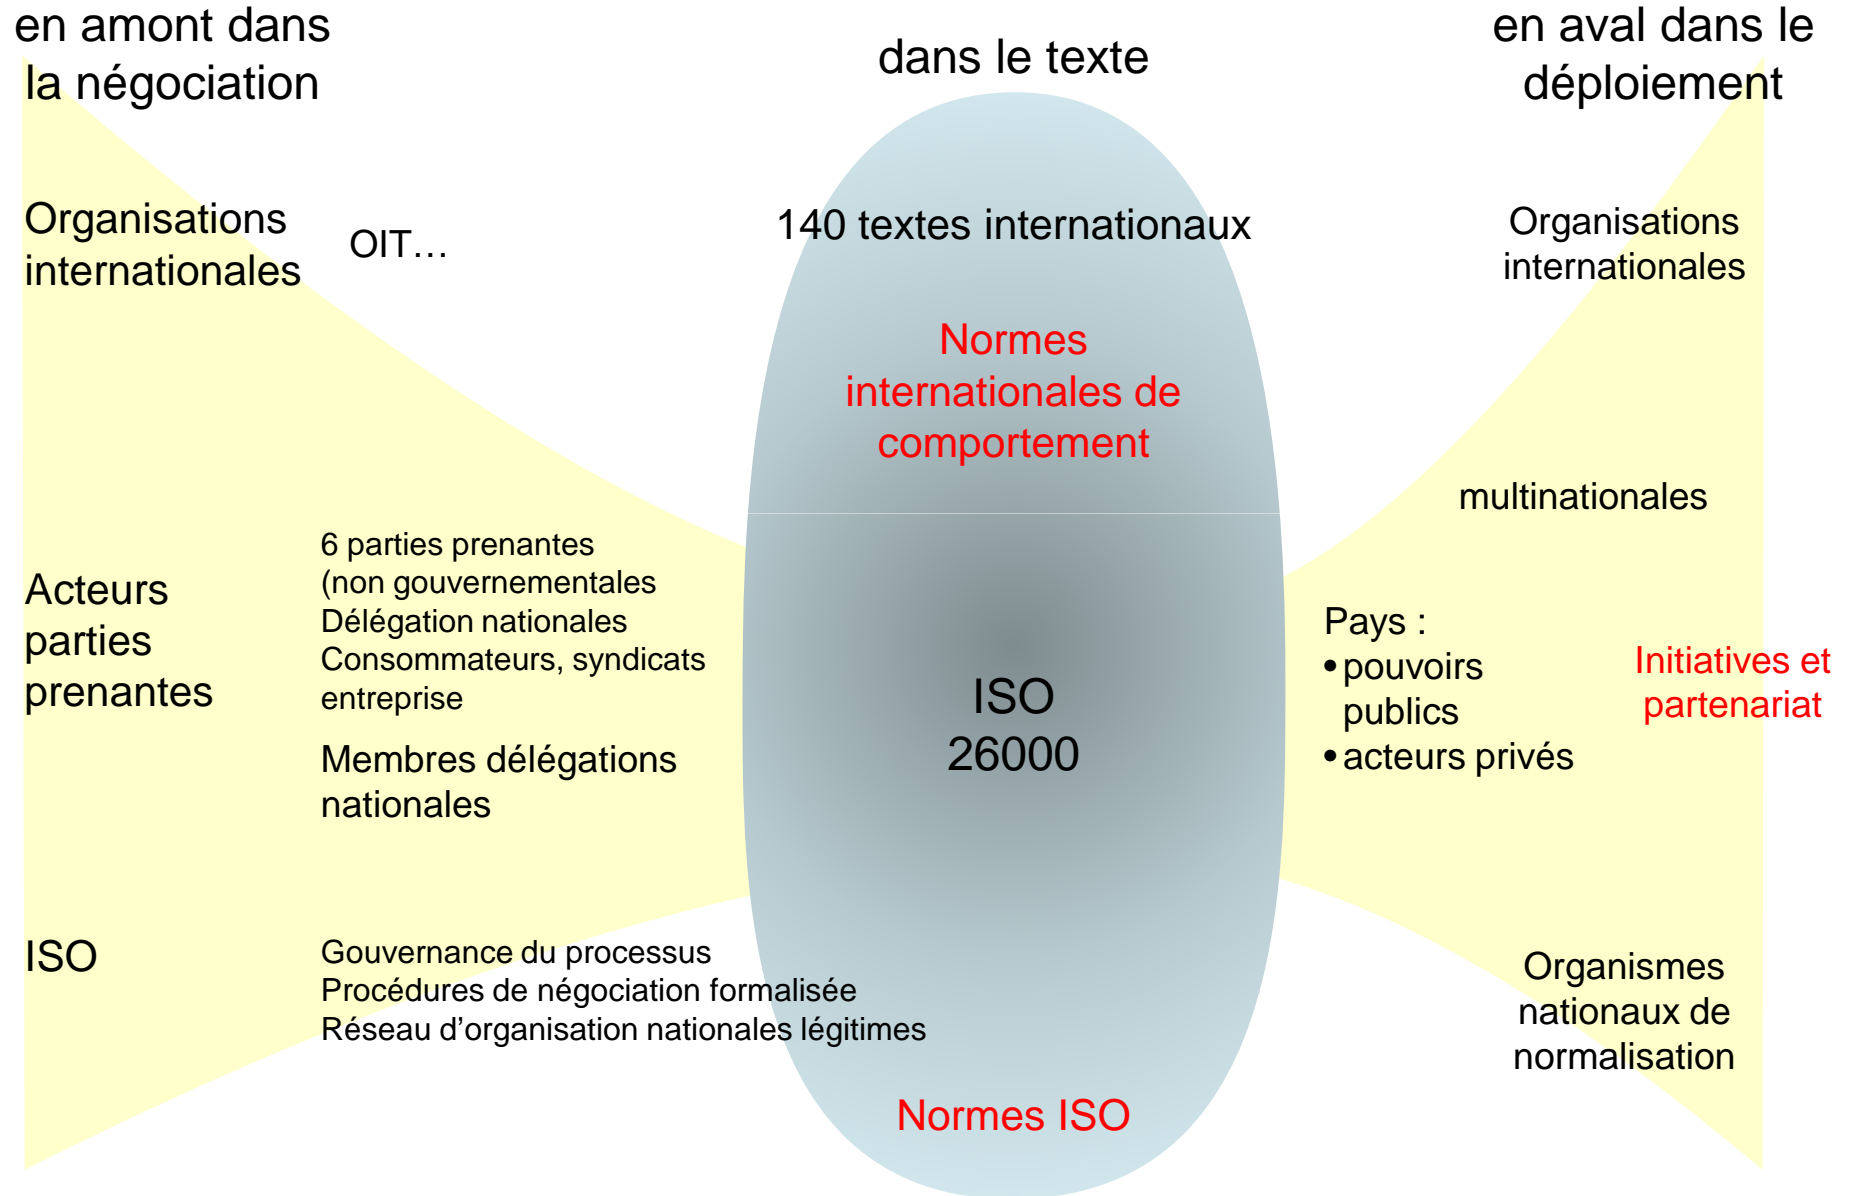 en amont dans
la négociation
dans le texte
en aval dans le
déploiement
Organisations
internationales
OIT…
140 textes internationaux
Organisations
internationales
Normes
internationales de
comportement
multinationales
Acteurs
parties
prenantes
6 parties prenantes
(non gouvernementales
Délégation nationales
Consommateurs, syndicats
entreprise
Membres délégations
nationales
ISO
26000
Pays :
•pouvoirs
publics
•acteurs privés
Initiatives et
partenariat
ISO
Gouvernance du processus
Procédures de négociation formalisée
Réseau d’organisation nationales légitimes
Organismes
nationaux de
normalisation
Normes ISO